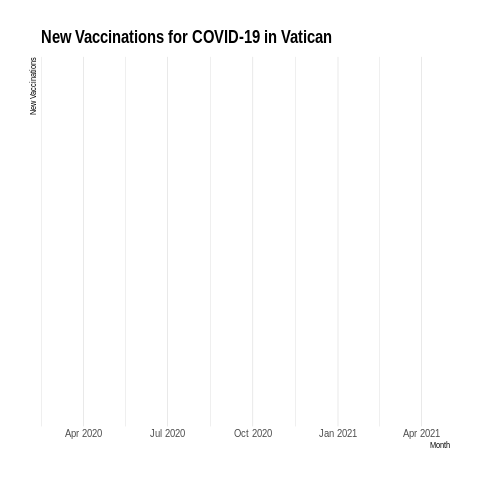 New Vaccinations for COVID-19 in Vatican
New Vaccinations
Apr 2020 Jul 2020 Oct 2020 Jan 2021 Apr 2021
Month